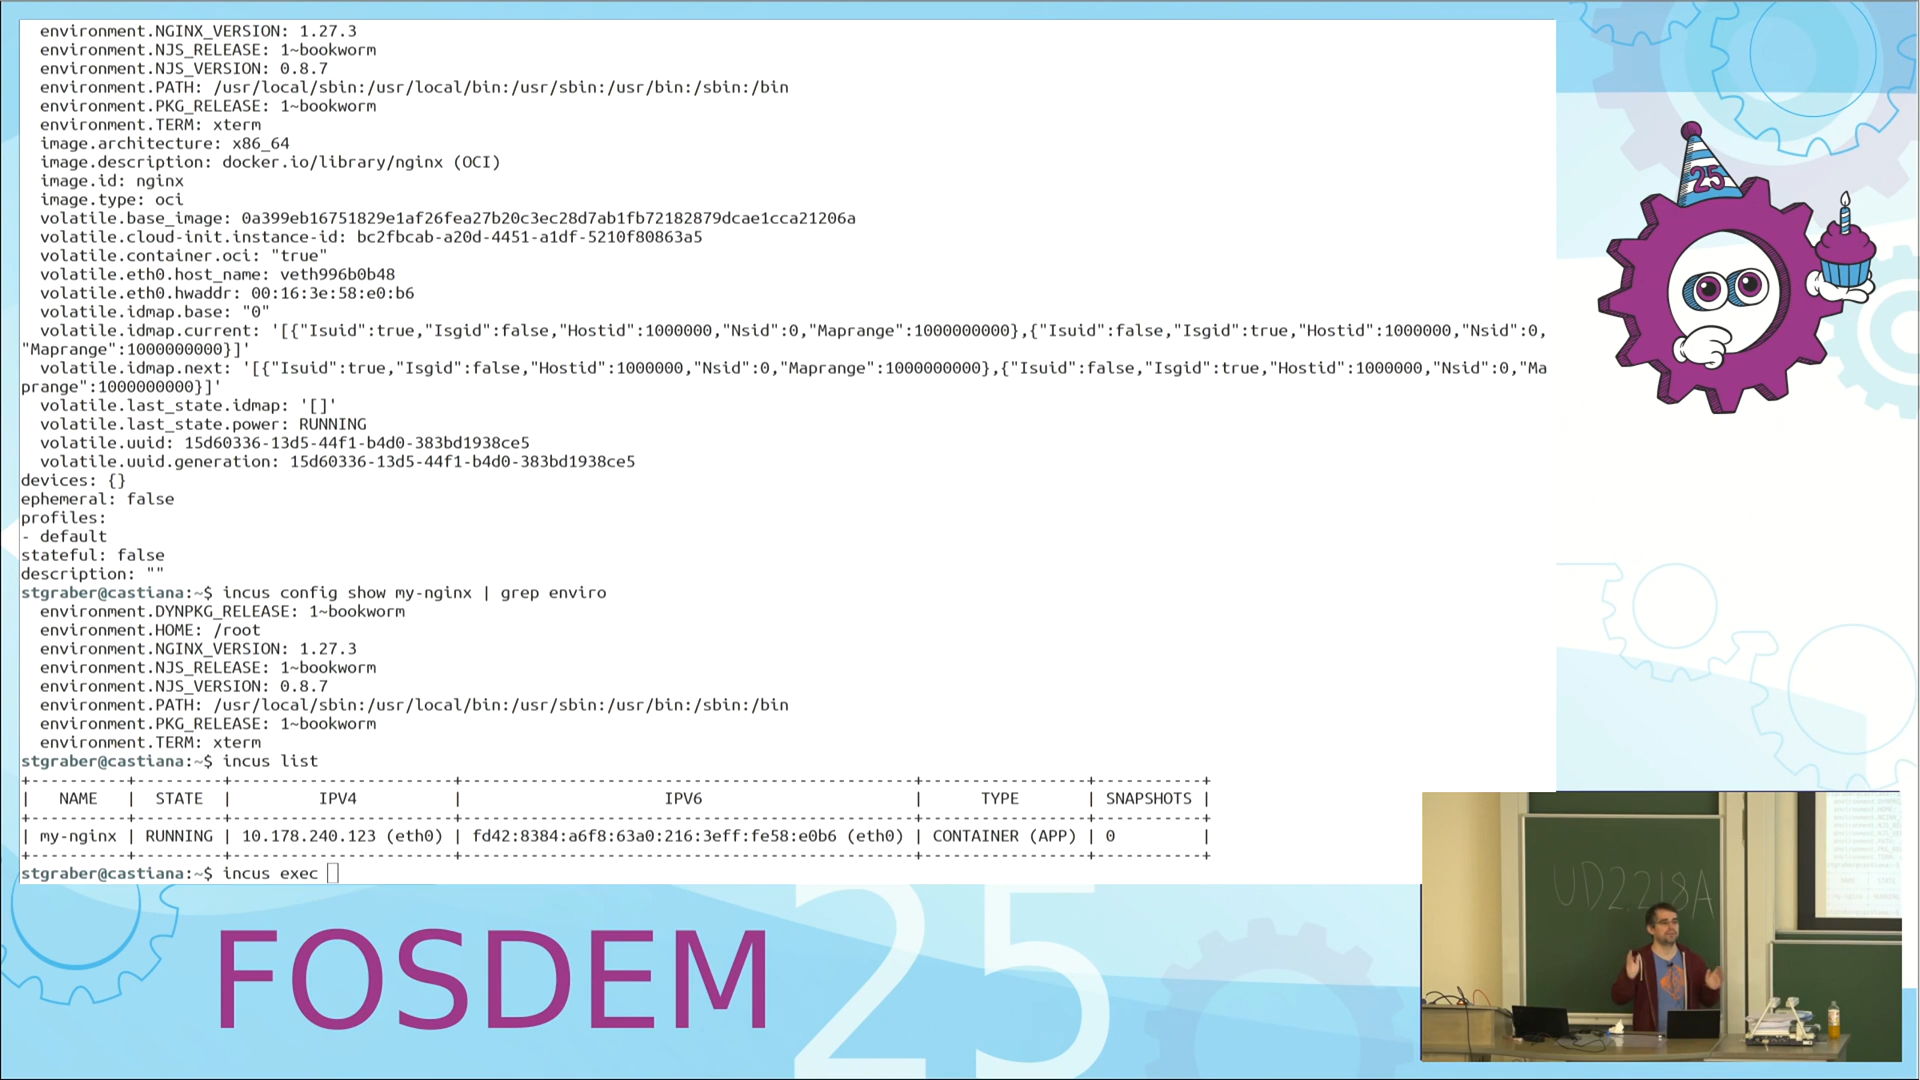 environment.NGINX_VERSION: 1.27.3
environment.NJS_RELEASE: 1~bookworm
environment.NJS_VERSION: 0.8.7
environment.PATH: /usr/local/sbin:/usr/local/bin:/usr/sbin:/usr/bin:/sbin:/bin
environment.PKG_RELEASE: 1~bookworm
environment.TERM: xterm
image.architecture: x86_64
image.description: docker.io/library/nginx (OCI)
image.id: nginx
image.type: oci
volatile.base_image: 0a399eb16751829e1af26fea27b20c3ec28d7ab1fb72182879dcae1cca21206a
volatile.cloud-init.instance-id: bc2fbcab-a20d-4451-a1df-5210f80863a5
volatile.container.oci: "true"
volatile.eth0.host_name: veth996b0b48
volatile.eth0.hwaddr: 00:16:3e:58:e0:b6
volatile.idmap.base: "0"
volatile.idmap.current: '[{"Isuid":true,"Isgid":false,"Hostid":1000000,"Nsid":0,"Maprange":1000000000},{"Isuid":false,"Isgid":true,"Hostid":1000000,"Nsid":0,
"Maprange":1000000000}]'
volatile.idmap.next: '[{"Isuid":true,"Isgid":false,"Hostid":1000000,"Nsid":0,"Maprange":1000000000},{"Isuid":false,"Isgid":true,"Hostid":1000000,"Nsid":0,"Ma
prange":1000000000}]'
volatile.last_state.idmap: '[]'
volatile.last_state.power: RUNNING
volatile.uuid: 15d60336-13d5-44f1-b4d0-383bd1938ce5
volatile.uuid.generation: 15d60336-13d5-44f1-b4d0-383bd1938ce5
devices: {}
ephemeral: false
profiles:
- default
stateful: false
description: ""
stgraber@castiana:~$ incus config show my-nginx | grep enviro
environment.DYNPKG_RELEASE: 1~bookworm
environment.HOME: /root
environment.NGINX_VERSION: 1.27.3
environment.NJS_RELEASE: 1~bookworm
environment.NJS_VERSION: 0.8.7
environment.PATH: /usr/local/sbin:/usr/local/bin:/usr/sbin:/usr/bin:/sbin:/bin
environment.PKG_RELEASE: 1~bookworm
environment.TERM: xterm
stgraber@castiana:~$ incus list
| NAME | STATE | IPV4 | IPV6 | TYPE | SNAPSHOTS |
| my-nginx | RUNNING | 10.178.240.123 (eth0) | fd42:8384:a6f8:63a0:216:3eff:fe58:e0b6 (eth0) | CONTAINER (APP) | 0 |
stgraber@castiana:~$ incus exec
25
UD2.218A
FOSDEM 25